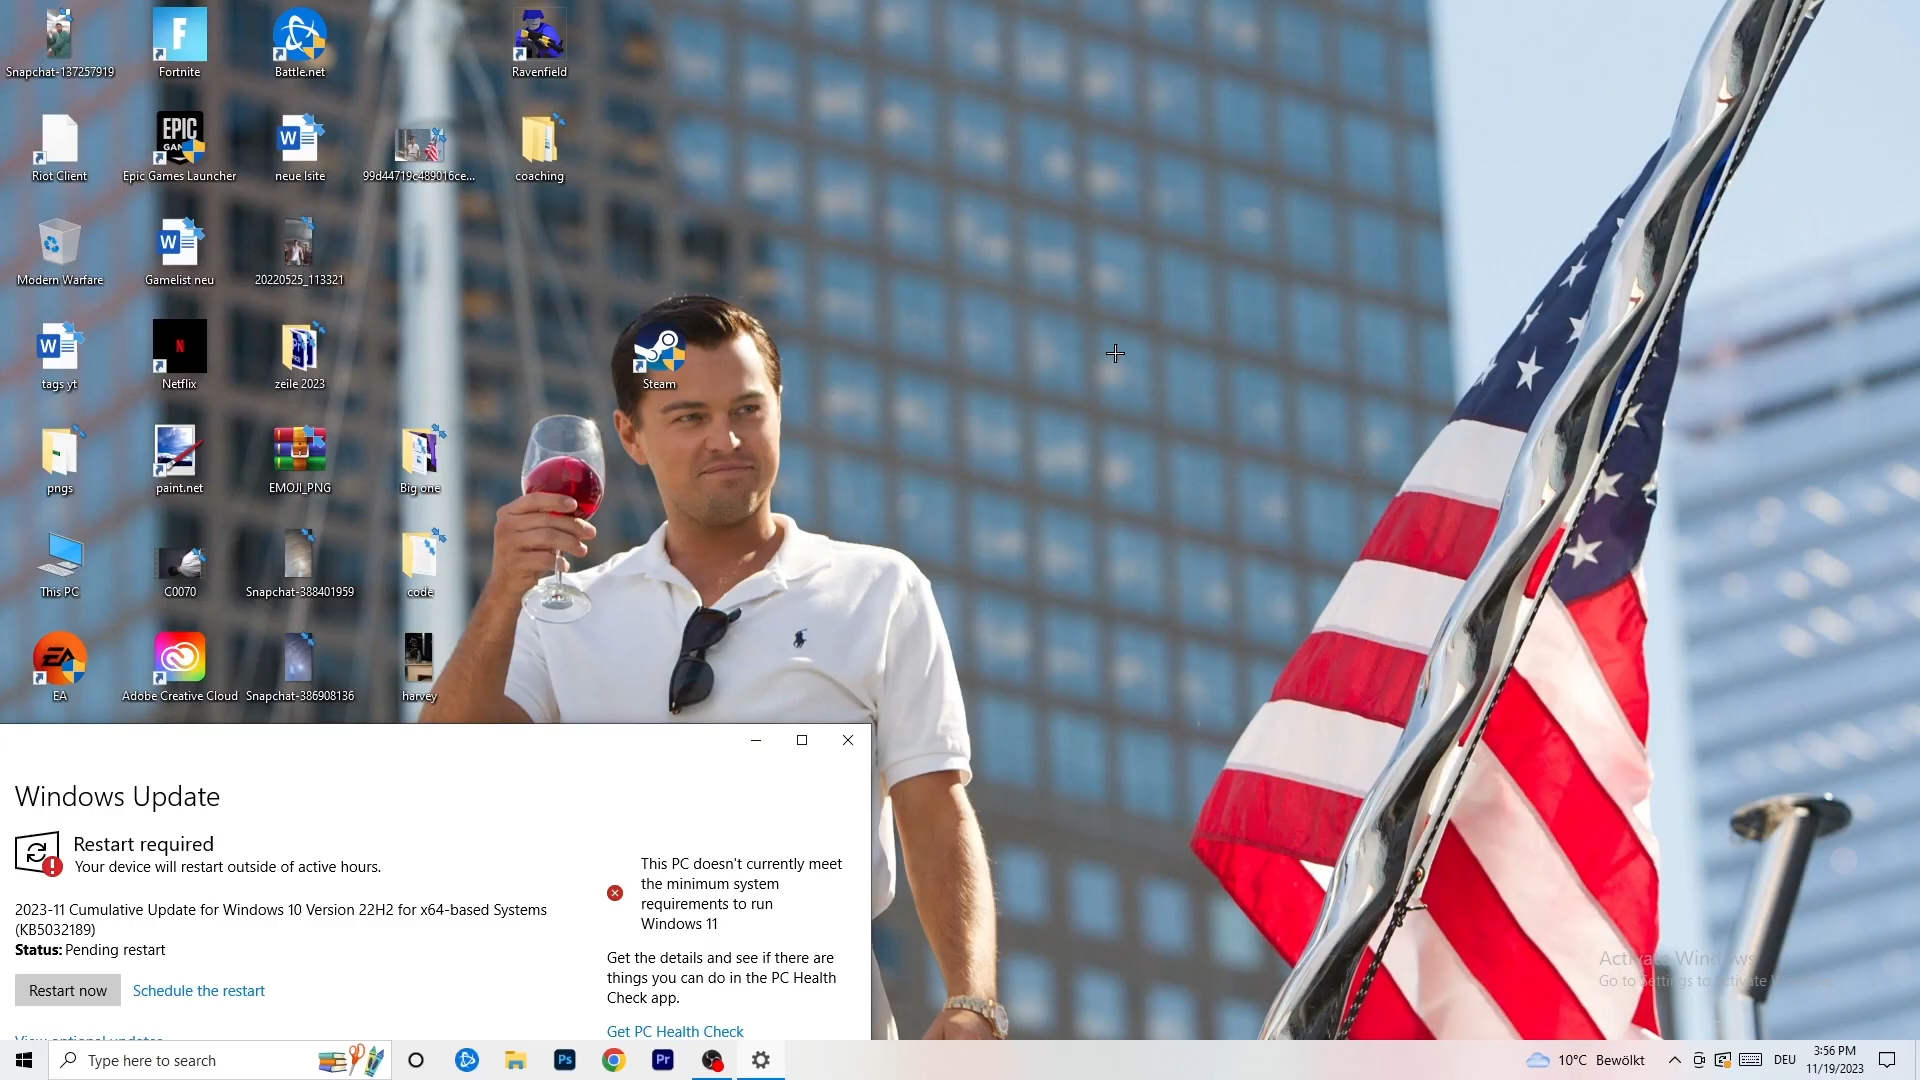 Snapchat-137257919
Fortnite
Battle.net
Ravenfield
Riot Client
EPIC
Epic Games Launcher
neue lsite
99d44719c489016ce...
coaching
Modern Warfare
Gamelist neu
20220525_113321
tags yt
Netflix
zeile 2023
Steam
pngs
paint.net
EMOJI_PNG
Big one
This PC
C0070
Snapchat-388401959
code
EA
Adobe Creative Cloud
Snapchat-386908136
harvey
Windows Update
Restart required
Your device will restart outside of active hours.
2023-11 Cumulative Update for Windows 10 Version 22H2 for x64-based Systems
(KB5032189)
Status: Pending restart
Restart now
Schedule the restart
View optional updates
This PC doesn't currently meet
the minimum system
requirements to run
Windows 11
Get the details and see if there are
things you can do in the PC Health
Check app.
Get PC Health Check
Activate Windows
Go to Settings to activate
Type here to search
Ps
Pr
10°C Bewölkt
DEU
3:56 PM
11/19/2023